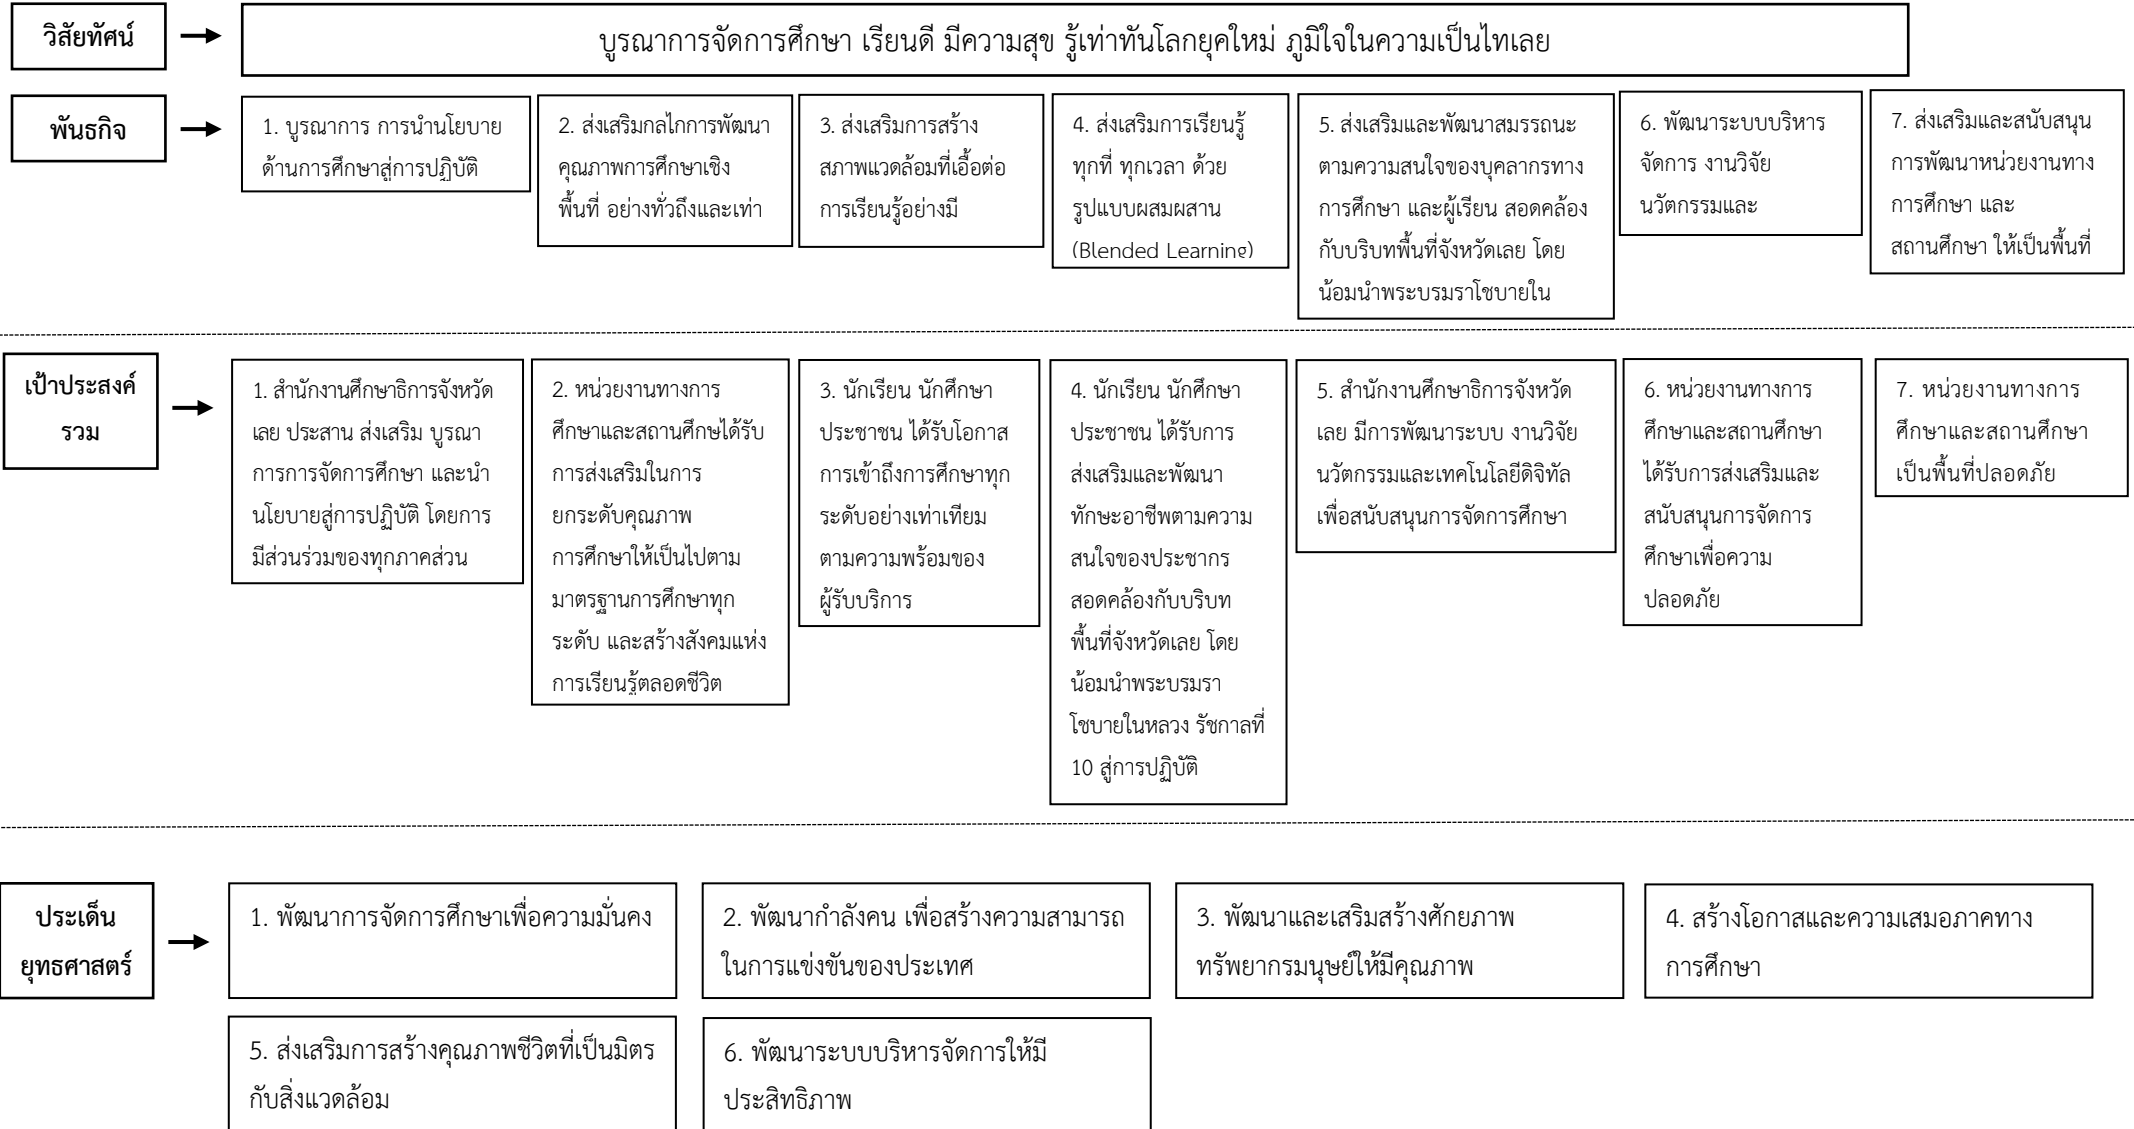 วิสัยทัศน์
บูรณาการจัดการศึกษา เรียนดี มีความสุข รู้เท่าทันโลกยุคใหม่ ภูมิใจในความเป็นไทเลย
พันธกิจ
1. บูรณาการ การนำนโยบาย
ด้านการศึกษาสู่การปฏิบัติ
2. ส่งเสริมกลไกการพัฒนา
คุณภาพการศึกษาเชิง
พื้นที่ อย่างทั่วถึงและเท่า
3. ส่งเสริมการสร้าง
สภาพแวดล้อมที่เอื้อต่อ
การเรียนรู้อย่างมี
4. ส่งเสริมการเรียนรู้
ทุกที่ ทุกเวลา ด้วย
รูปแบบผสมผสาน
(Blended Learning)
5. ส่งเสริมและพัฒนาสมรรถนะ
ตามความสนใจของบุคลากรทาง
การศึกษา และผู้เรียน สอดคล้อง
กับบริบทพื้นที่จังหวัดเลย โดย
น้อมนำพระบรมราโชบายใน
6. พัฒนาระบบบริหาร
จัดการ งานวิจัย
นวัตกรรมและ
7. ส่งเสริมและสนับสนุน
การพัฒนาหน่วยงานทาง
การศึกษา และ
สถานศึกษา ให้เป็นพื้นที่
เป้าประสงค์
รวม
1. สำนักงานศึกษาธิการจังหวัด
เลย ประสาน ส่งเสริม บูรณา
การการจัดการศึกษา และนำ
นโยบายสู่การปฏิบัติ โดยการ
มีส่วนร่วมของทุกภาคส่วน
2. หน่วยงานทางการ
ศึกษาและสถานศึกษได้รับ
การส่งเสริมในการ
ยกระดับคุณภาพ
การศึกษาให้เป็นไปตาม
มาตรฐานการศึกษาทุก
ระดับ และสร้างสังคมแห่ง
การเรียนรู้ตลอดชีวิต
3. นักเรียน นักศึกษา
ประชาชน ได้รับโอกาส
การเข้าถึงการศึกษาทุก
ระดับอย่างเท่าเทียม
ตามความพร้อมของ
ผู้รับบริการ
4. นักเรียน นักศึกษา
ประชาชน ได้รับการ
ส่งเสริมและพัฒนา
ทักษะอาชีพตามความ
สนใจของประชากร
สอดคล้องกับบริบท
พื้นที่จังหวัดเลย โดย
น้อมนำพระบรมรา
โชบายในหลวง รัชกาลที่
10 สู่การปฏิบัติ
5. สำนักงานศึกษาธิการจังหวัด
เลย มีการพัฒนาระบบ งานวิจัย
นวัตกรรมและเทคโนโลยีดิจิทัล
เพื่อสนับสนุนการจัดการศึกษา
6. หน่วยงานทางการ
ศึกษาและสถานศึกษา
ได้รับการส่งเสริมและ
สนับสนุนการจัดการ
ศึกษาเพื่อความ
ปลอดภัย
7. หน่วยงานทางการ
ศึกษาและสถานศึกษา
เป็นพื้นที่ปลอดภัย
ประเด็น
ยุทธศาสตร์
1. พัฒนาการจัดการศึกษาเพื่อความมั่นคง
2. พัฒนากำลังคน เพื่อสร้างความสามารถ
ในการแข่งขันของประเทศ
3. พัฒนาและเสริมสร้างศักยภาพ
ทรัพยากรมนุษย์ให้มีคุณภาพ
4. สร้างโอกาสและความเสมอภาคทาง
การศึกษา
5. ส่งเสริมการสร้างคุณภาพชีวิตที่เป็นมิตร
กับสิ่งแวดล้อม
6. พัฒนาระบบบริหารจัดการให้มี
ประสิทธิภาพ